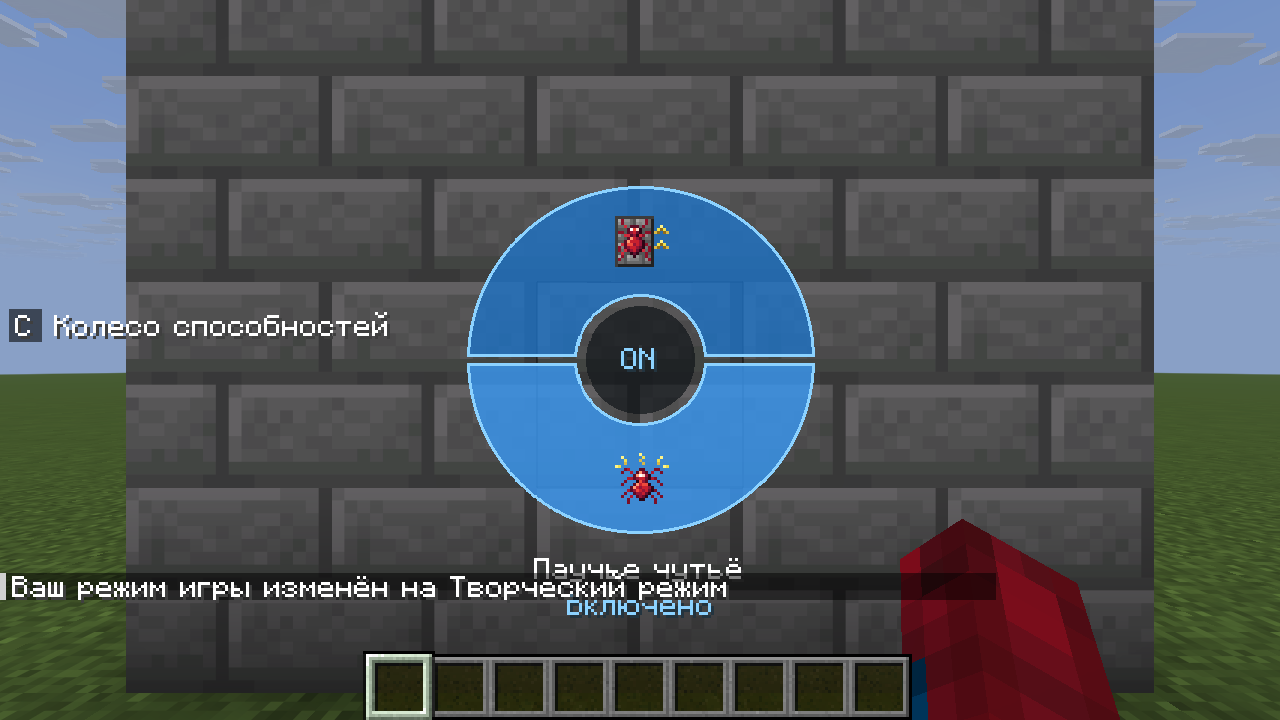 ON
C Колесо способностей
Паучье чутьё
Ваш режим игры изменён на Творческий режим
включено